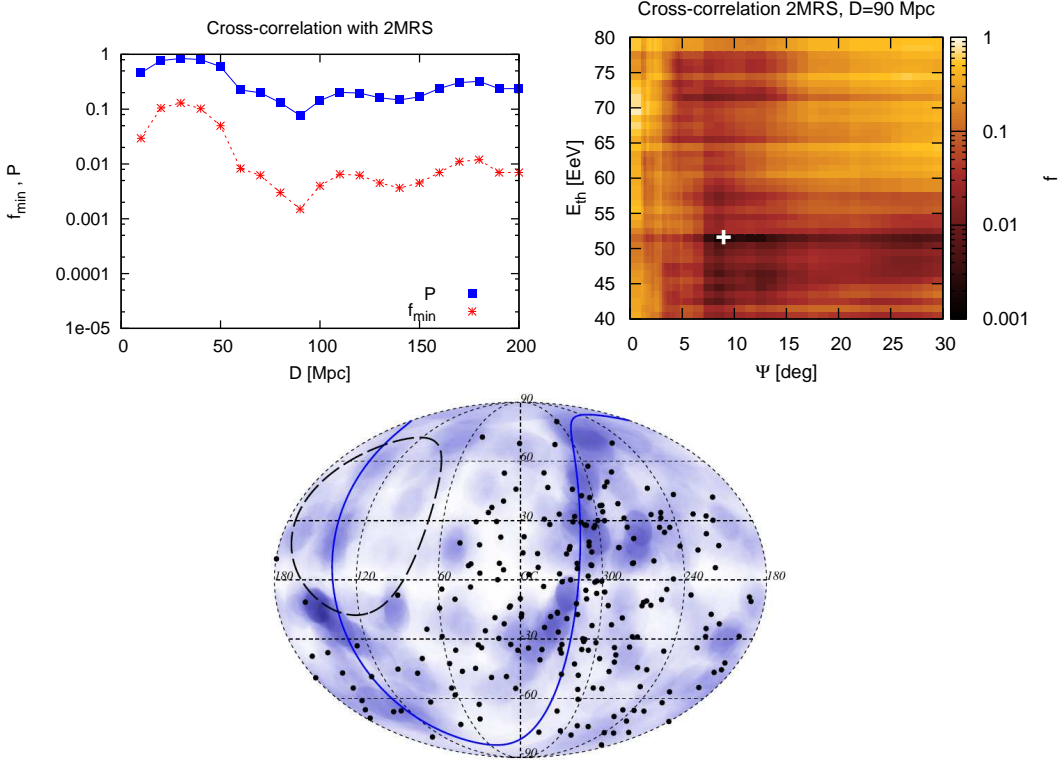 Cross-correlation with 2MRS
1
0.1
0.01
0.001
0.0001
1e-05
f_min , P
P
f_min
0 50 100 150 200
D [Mpc]
Cross-correlation 2MRS, D=90 Mpc
80
75
70
65
60
55
50
45
40
E_th [EeV]
0 5 10 15 20 25 30
Ψ [deg]
1
0.1
0.01
0.001
f
90
60
30
180 120 60 GC 300 240 180
-30
-60
-90